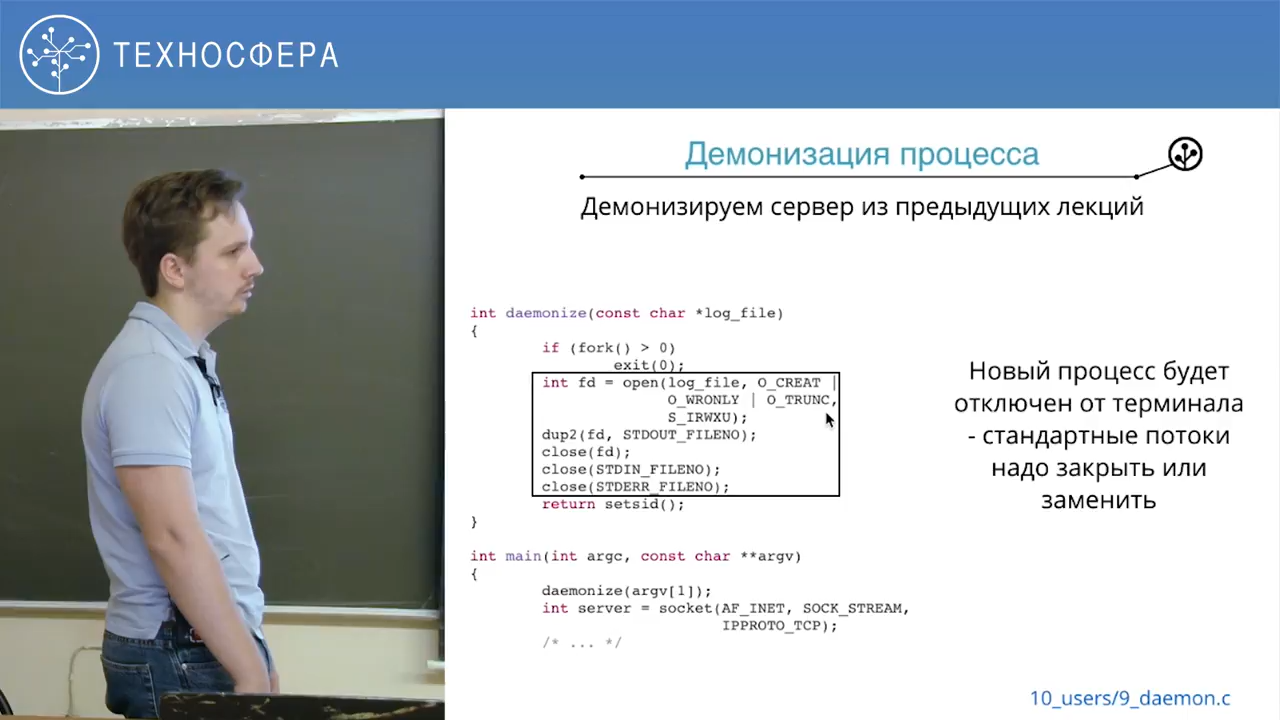 ТЕХНОСФЕРА
Демонизация процесса
Демонизируем сервер из предыдущих лекций
int daemonize(const char *log_file)
{
if (fork() > 0)
exit(0);
int fd = open(log_file, O_CREAT |
O_WRONLY | O_TRUNC,
S_IRWXU);
dup2(fd, STDOUT_FILENO);
close(fd);
close(STDIN_FILENO);
close(STDERR_FILENO);
return setsid();
}
int main(int argc, const char **argv)
{
daemonize(argv[1]);
int server = socket(AF_INET, SOCK_STREAM,
IPPROTO_TCP);
/* ... */
Новый процесс будет
отключен от терминала
- стандартные потоки
надо закрыть или
заменить
10_users/9_daemon.c